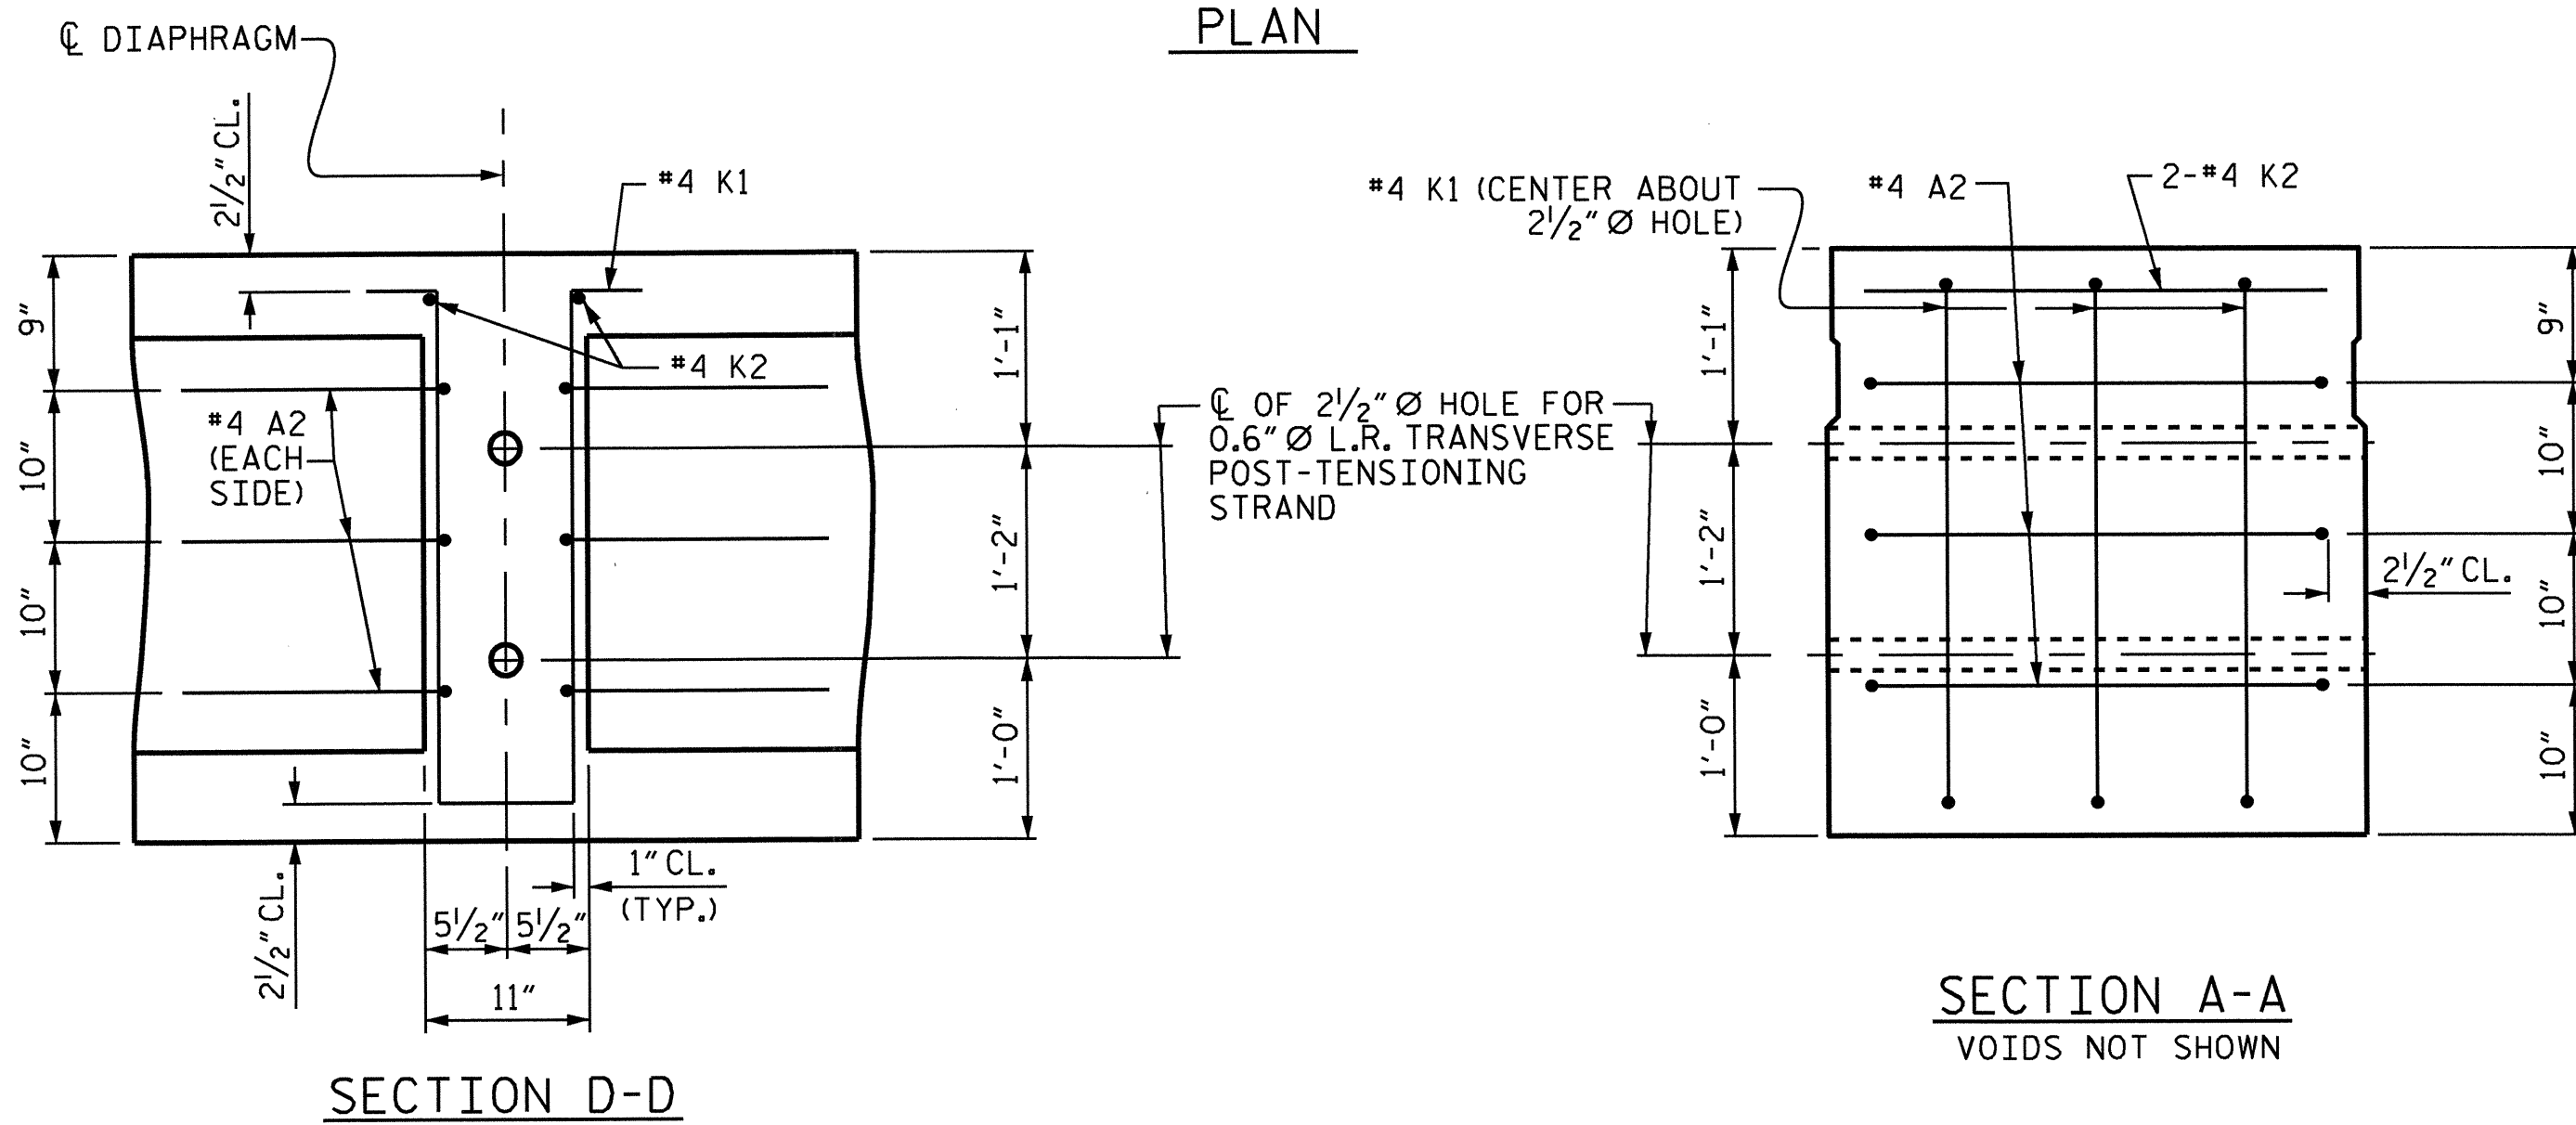 PLAN
℄ DIAPHRAGM
2½" CL.
#4 K1
9"
1'-1"
#4 K2
#4 A2
(EACH
SIDE)
10"
1'-2"
10"
10"
1'-0"
2½" CL.
1" CL.
(TYP.)
5½" 5½"
11"
SECTION D-D
℄ OF 2½" Ø HOLE FOR
0.6" Ø L.R. TRANSVERSE
POST-TENSIONING
STRAND
#4 K1 (CENTER ABOUT
2½" Ø HOLE)
#4 A2
2-#4 K2
1'-1"
9"
10"
1'-2"
2½" CL.
10"
1'-0"
10"
SECTION A-A
VOIDS NOT SHOWN